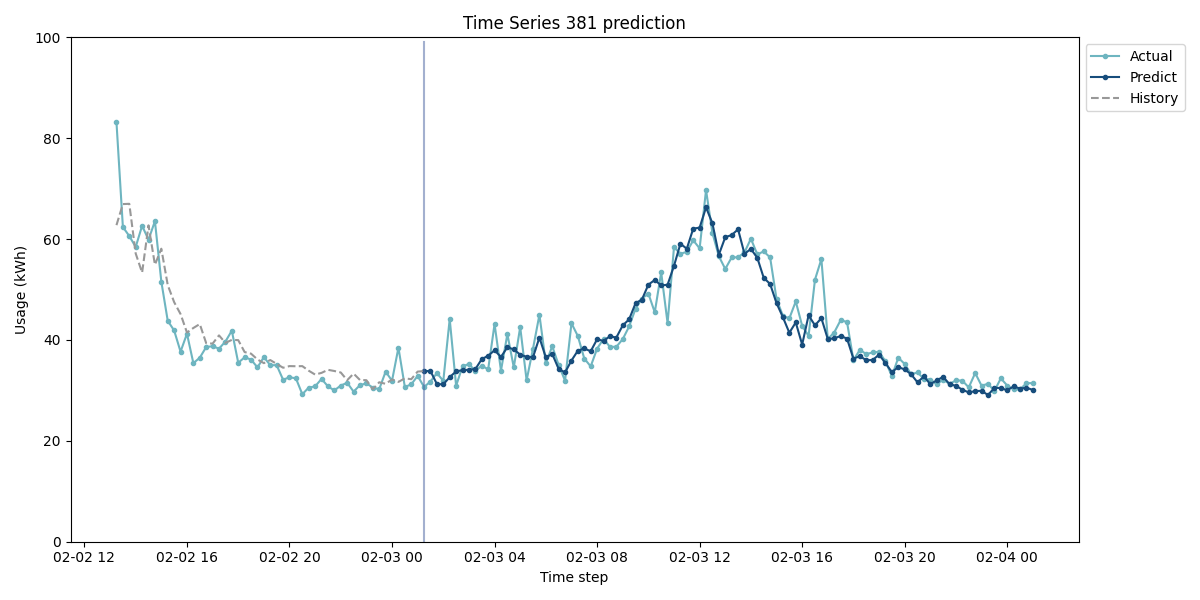 Time Series 381 prediction
100
80
60
40
20
0
Usage (kWh)
02-02 12
02-02 16
02-02 20
02-03 00
02-03 04
02-03 08
02-03 12
02-03 16
02-03 20
02-04 00
Time step
Actual
Predict
History